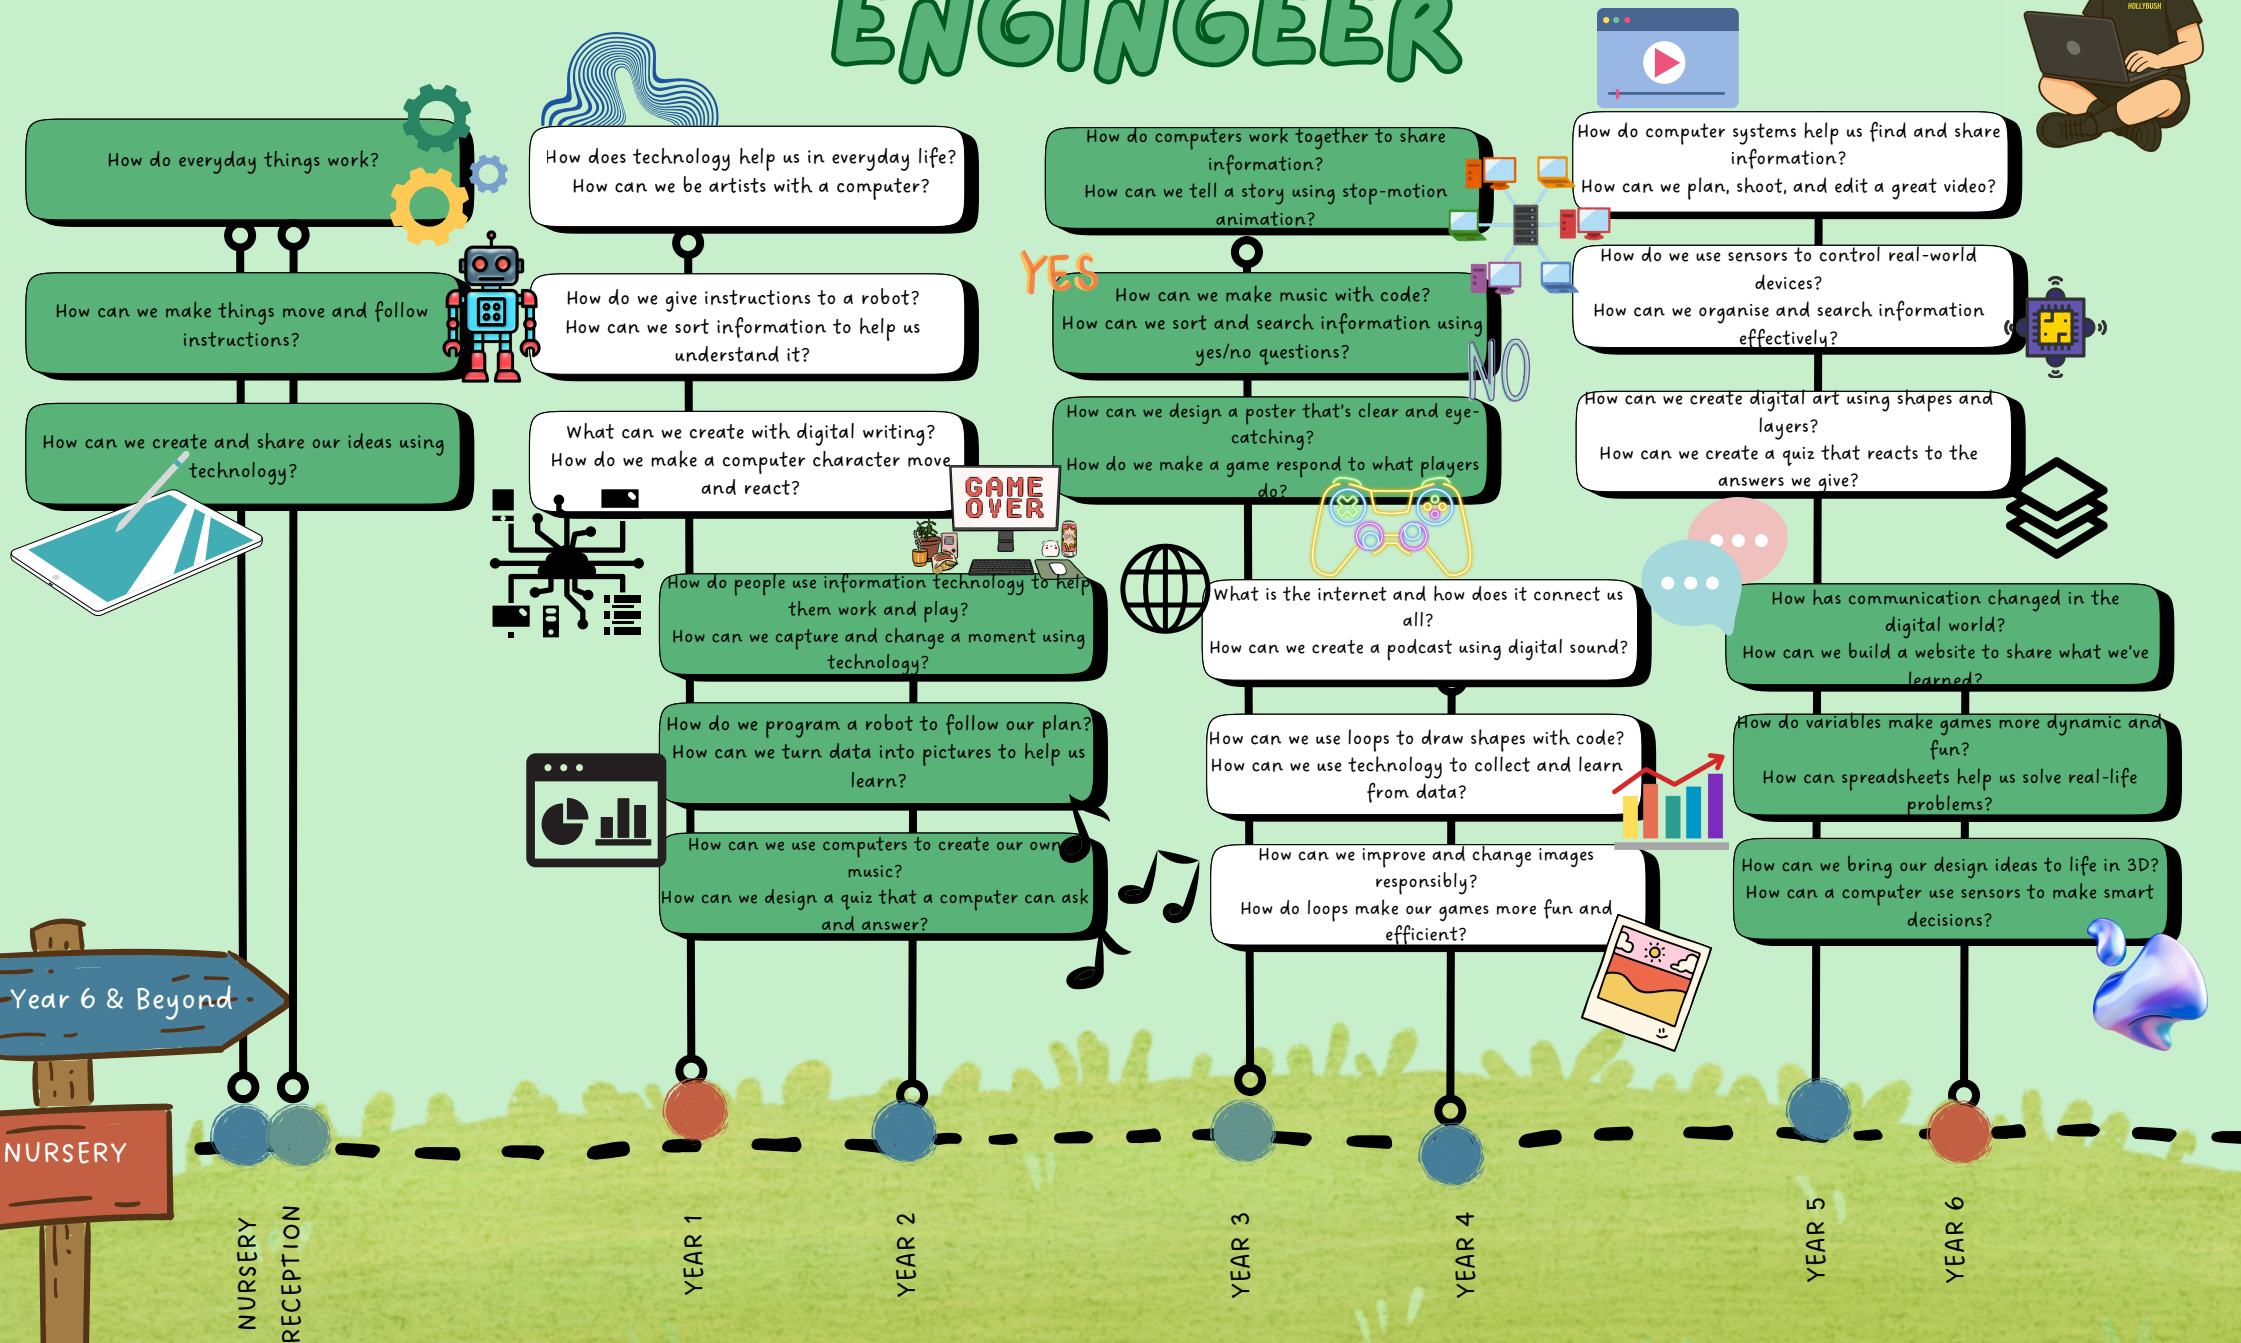 ENGINGEER
HOLLYBUSH
How do everyday things work?
How can we make things move and follow
instructions?
How can we create and share our ideas using
technology?
How does technology help us in everyday life?
How can we be artists with a computer?
How do we give instructions to a robot?
How can we sort information to help us
understand it?
What can we create with digital writing?
How do we make a computer character move
and react?
GAME
OVER
How do people use information technology to help
them work and play?
How can we capture and change a moment using
technology?
How do we program a robot to follow our plan?
How can we turn data into pictures to help us
learn?
How can we use computers to create our own
music?
How can we design a quiz that a computer can ask
and answer?
How do computers work together to share
information?
How can we tell a story using stop-motion
animation?
YES
How can we make music with code?
How can we sort and search information using
yes/no questions?
NO
How can we design a poster that's clear and eye-
catching?
How do we make a game respond to what players
do?
What is the internet and how does it connect us
all?
How can we create a podcast using digital sound?
How can we use loops to draw shapes with code?
How can we use technology to collect and learn
from data?
How can we improve and change images
responsibly?
How do loops make our games more fun and
efficient?
How do computer systems help us find and share
information?
How can we plan, shoot, and edit a great video?
How do we use sensors to control real-world
devices?
How can we organise and search information
effectively?
How can we create digital art using shapes and
layers?
How can we create a quiz that reacts to the
answers we give?
How has communication changed in the
digital world?
How can we build a website to share what we've
learned?
How do variables make games more dynamic and
fun?
How can spreadsheets help us solve real-life
problems?
How can we bring our design ideas to life in 3D?
How can a computer use sensors to make smart
decisions?
Year 6 & Beyond
NURSERY
NURSERY
RECEPTION
YEAR 1
YEAR 2
YEAR 3
YEAR 4
YEAR 5
YEAR 6